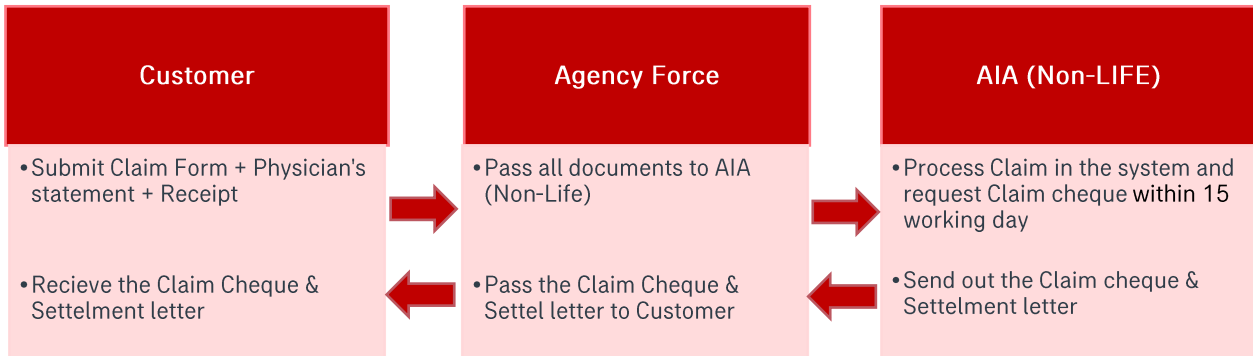 Customer
Agency Force
AIA (Non-LIFE)
•Submit Claim Form + Physician's
statement + Receipt
•Pass all documents to AIA
(Non-Life)
•Process Claim in the system and
request Claim cheque within 15
working day
•Recieve the Claim Cheque &
Settelment letter
•Pass the Claim Cheque &
Settel letter to Customer
•Send out the Claim cheque &
Settelment letter